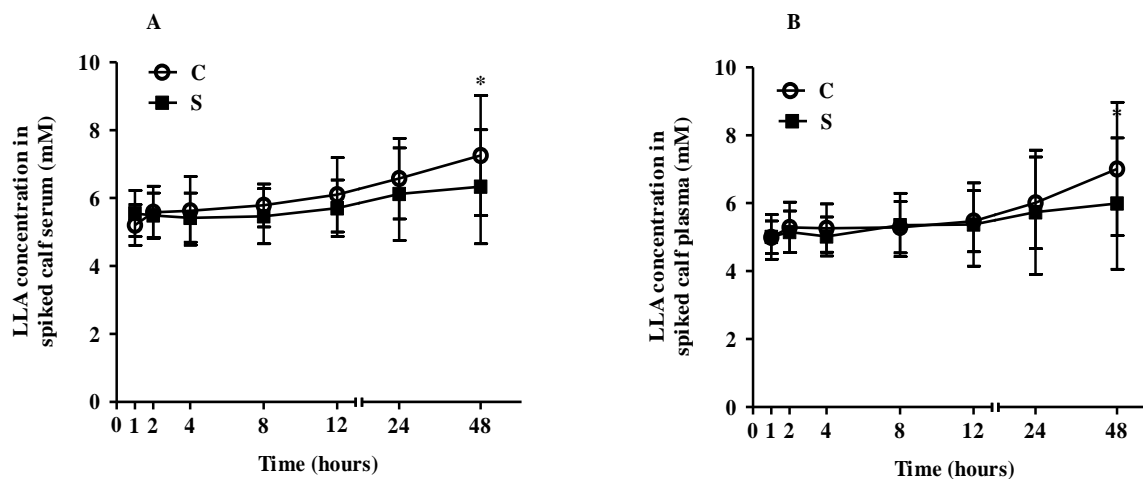 A
10
8
6
4
2
0
C
S
*
0 1 2 4 8 12 24 48
LLA concentration in
spiked calf serum (mM)
Time (hours)
B
10
8
6
4
2
0
C
S
*
0 1 2 4 8 12 24 48
LLA concentration in
spiked calf plasma (mM)
Time (hours)